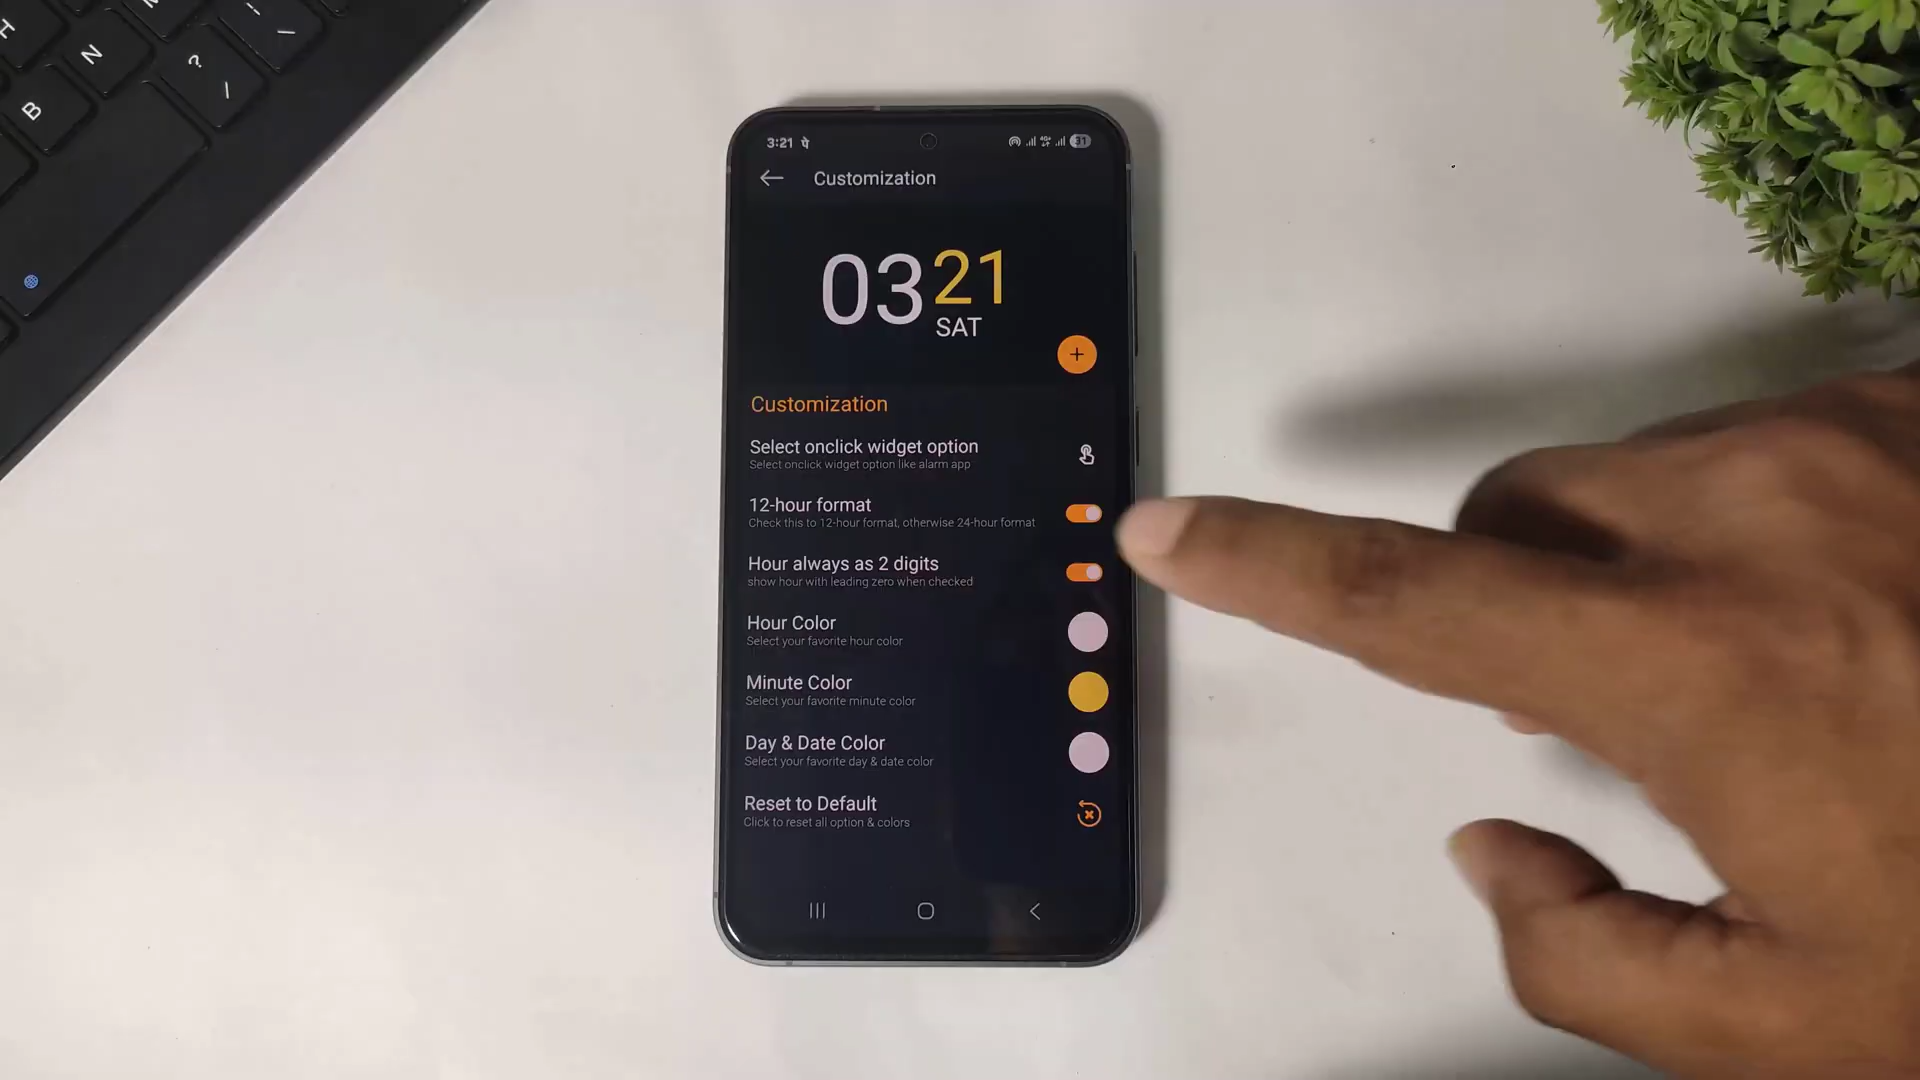 H
N
M
B
?
/
\
3:21 पे
4G+
31
Customization
03 21
SAT
+
Customization
Select onclick widget option
Select onclick widget option like alarm app
12-hour format
Check this to 12-hour format, otherwise 24-hour format
Hour always as 2 digits
show hour with leading zero when checked
Hour Color
Select your favorite hour color
Minute Color
Select your favorite minute color
Day & Date Color
Select your favorite day & date color
Reset to Default
Click to reset all option & colors